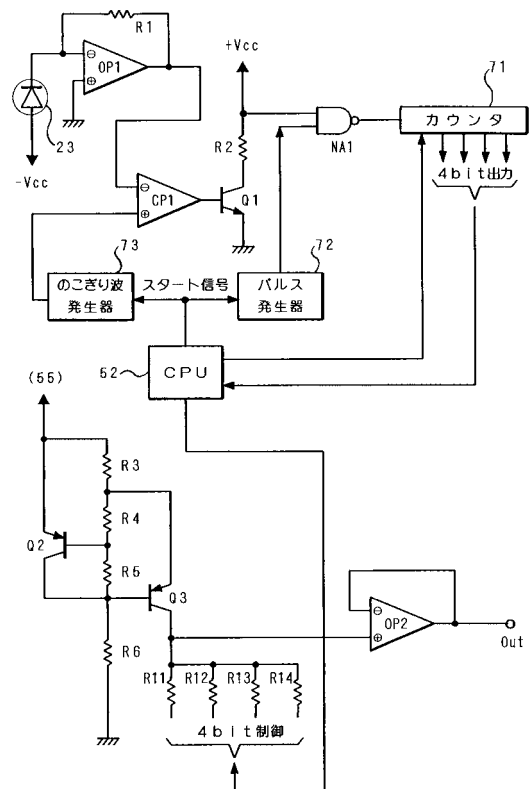 R1
OP1
23
-Vcc
+Vcc
R2
NA1
71
カウンタ
4bit出力
CP1
Q1
73
のこぎり波
発生器
スタート信号
72
パルス
発生器
52
CPU
(55)
R3
R4
Q2
R5
Q3
R6
OP2
Out
R11
R12
R13
R14
4bit制御